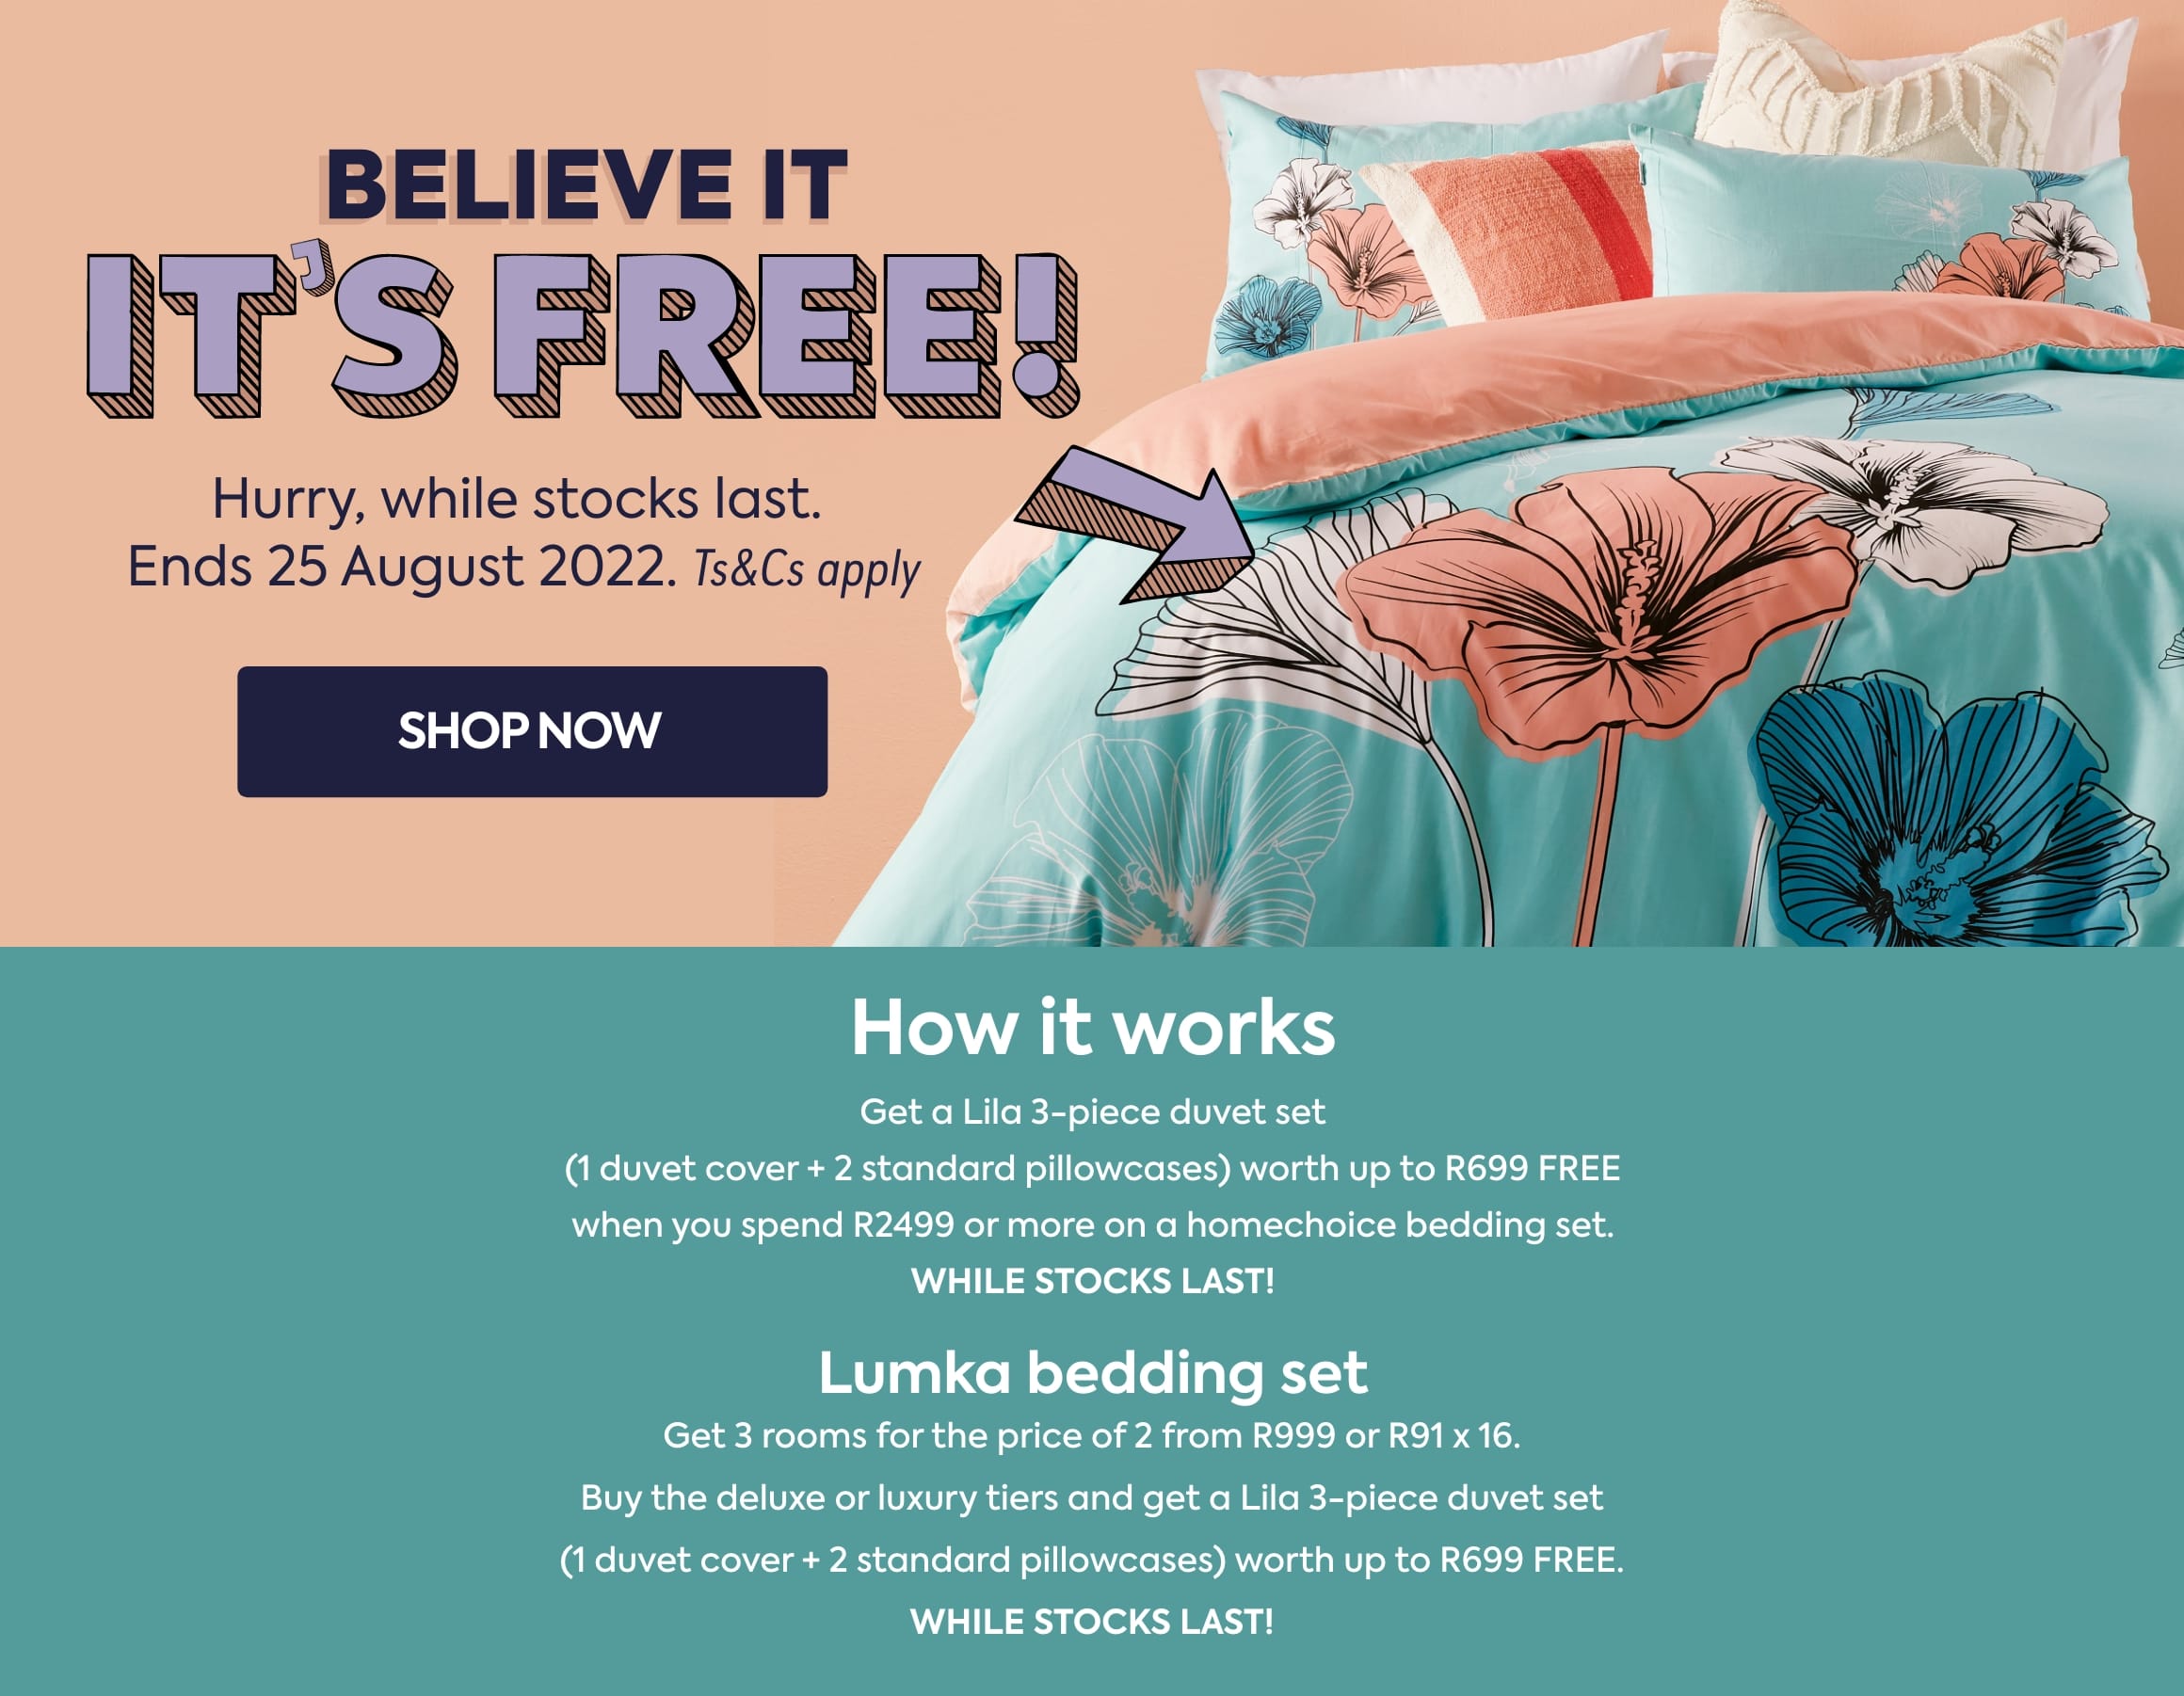 BELIEVE IT
IT'S FREE!
Hurry, while stocks last.
Ends 25 August 2022. Ts&Cs apply
SHOP NOW
How it works
Get a Lila 3-piece duvet set
(1 duvet cover + 2 standard pillowcases) worth up to R699 FREE
when you spend R2499 or more on a homechoice bedding set.
WHILE STOCKS LAST!
Lumka bedding set
Get 3 rooms for the price of 2 from R999 or R91 x 16.
Buy the deluxe or luxury tiers and get a Lila 3-piece duvet set
(1 duvet cover + 2 standard pillowcases) worth up to R699 FREE.
WHILE STOCKS LAST!